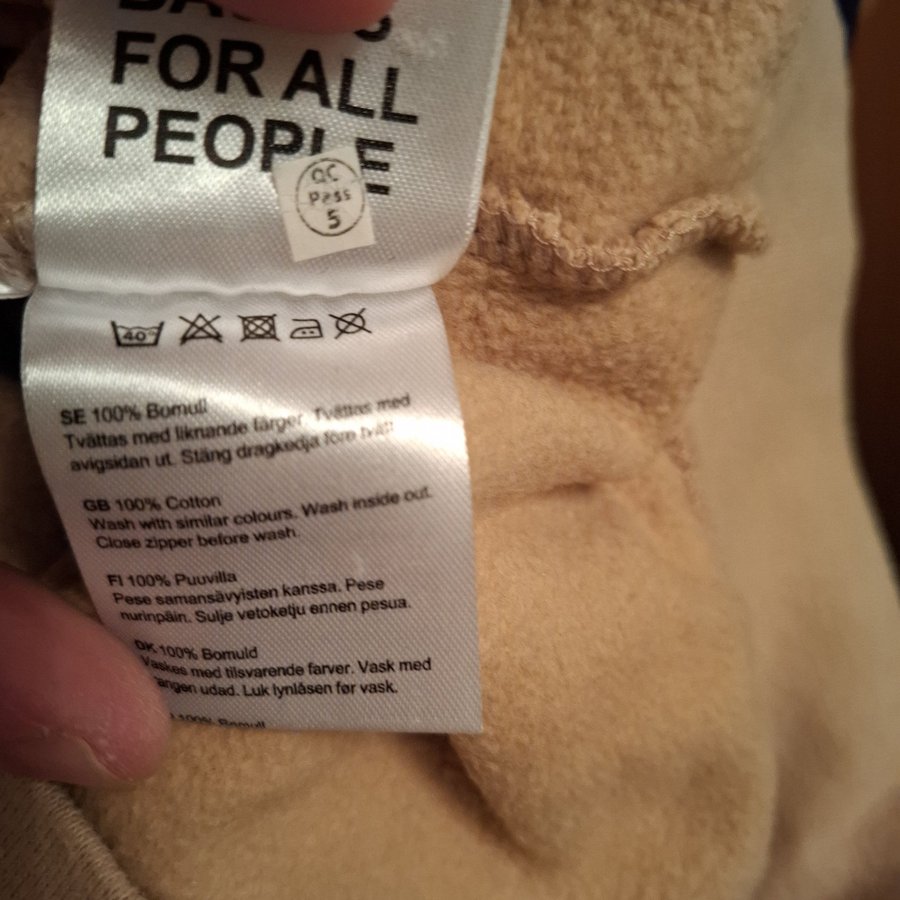 FOR ALL
PEOPLE
QC
Pass
5
40°
SE 100% Bomull
Tvättas med liknande färger. Tvättas med
avigsidan ut. Stäng dragkedja före tvätt
GB 100% Cotton
Wash with similar colours. Wash inside out.
Close zipper before wash.
FI 100% Puuvilla
Pese samansävyisten kanssa. Pese
nurinpäin. Sulje vetoketju ennen pesua.
DK 100% Bomuld
Vaskes med tilsvarende farver. Vask med
udad. Luk lynlåsen før vask.
100% Bomull